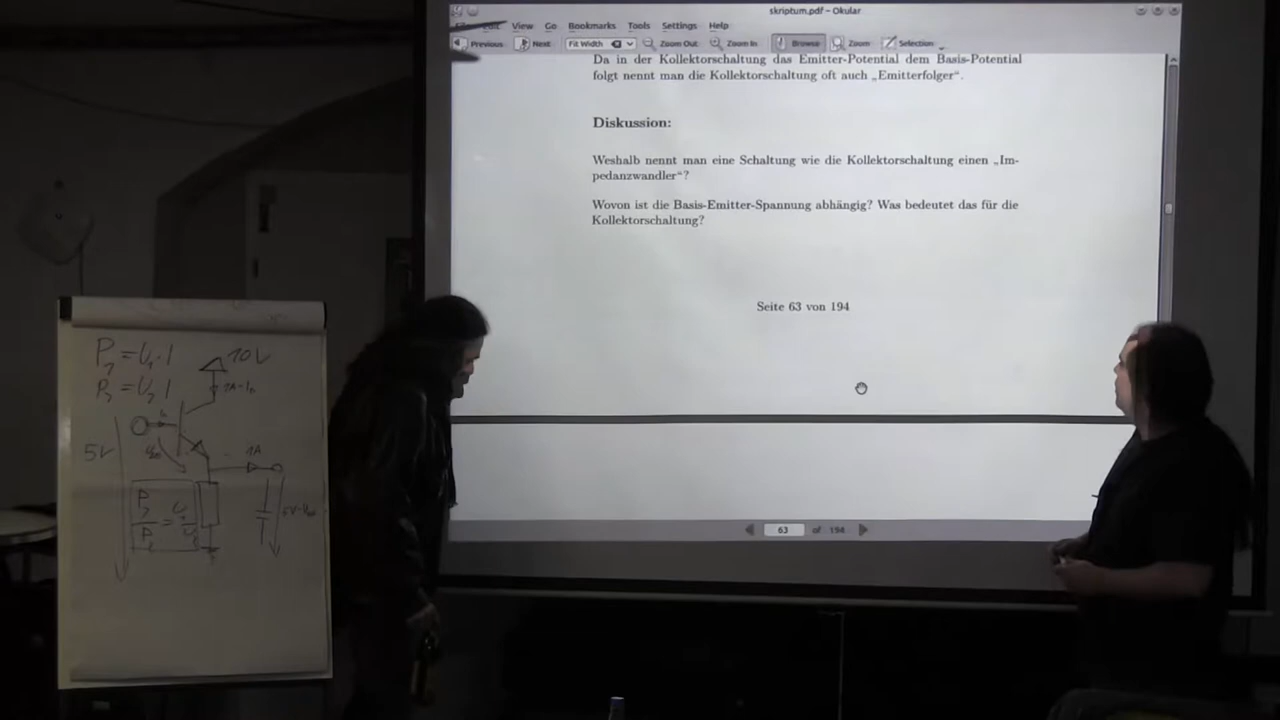 skriptum.pdf – Okular
Edit View Go Bookmarks Tools Settings Help
Previous Next Fit Width Zoom Out Zoom In Browse Zoom Selection
Da in der Kollektorschaltung das Emitter-Potential dem Basis-Potential
folgt nennt man die Kollektorschaltung oft auch „Emitterfolger“.
Diskussion:
Weshalb nennt man eine Schaltung wie die Kollektorschaltung einen „Im-
pedanzwandler“?
Wovon ist die Basis-Emitter-Spannung abhängig? Was bedeutet das für die
Kollektorschaltung?
Seite 63 von 194
63 of 194
10V
5V
1A